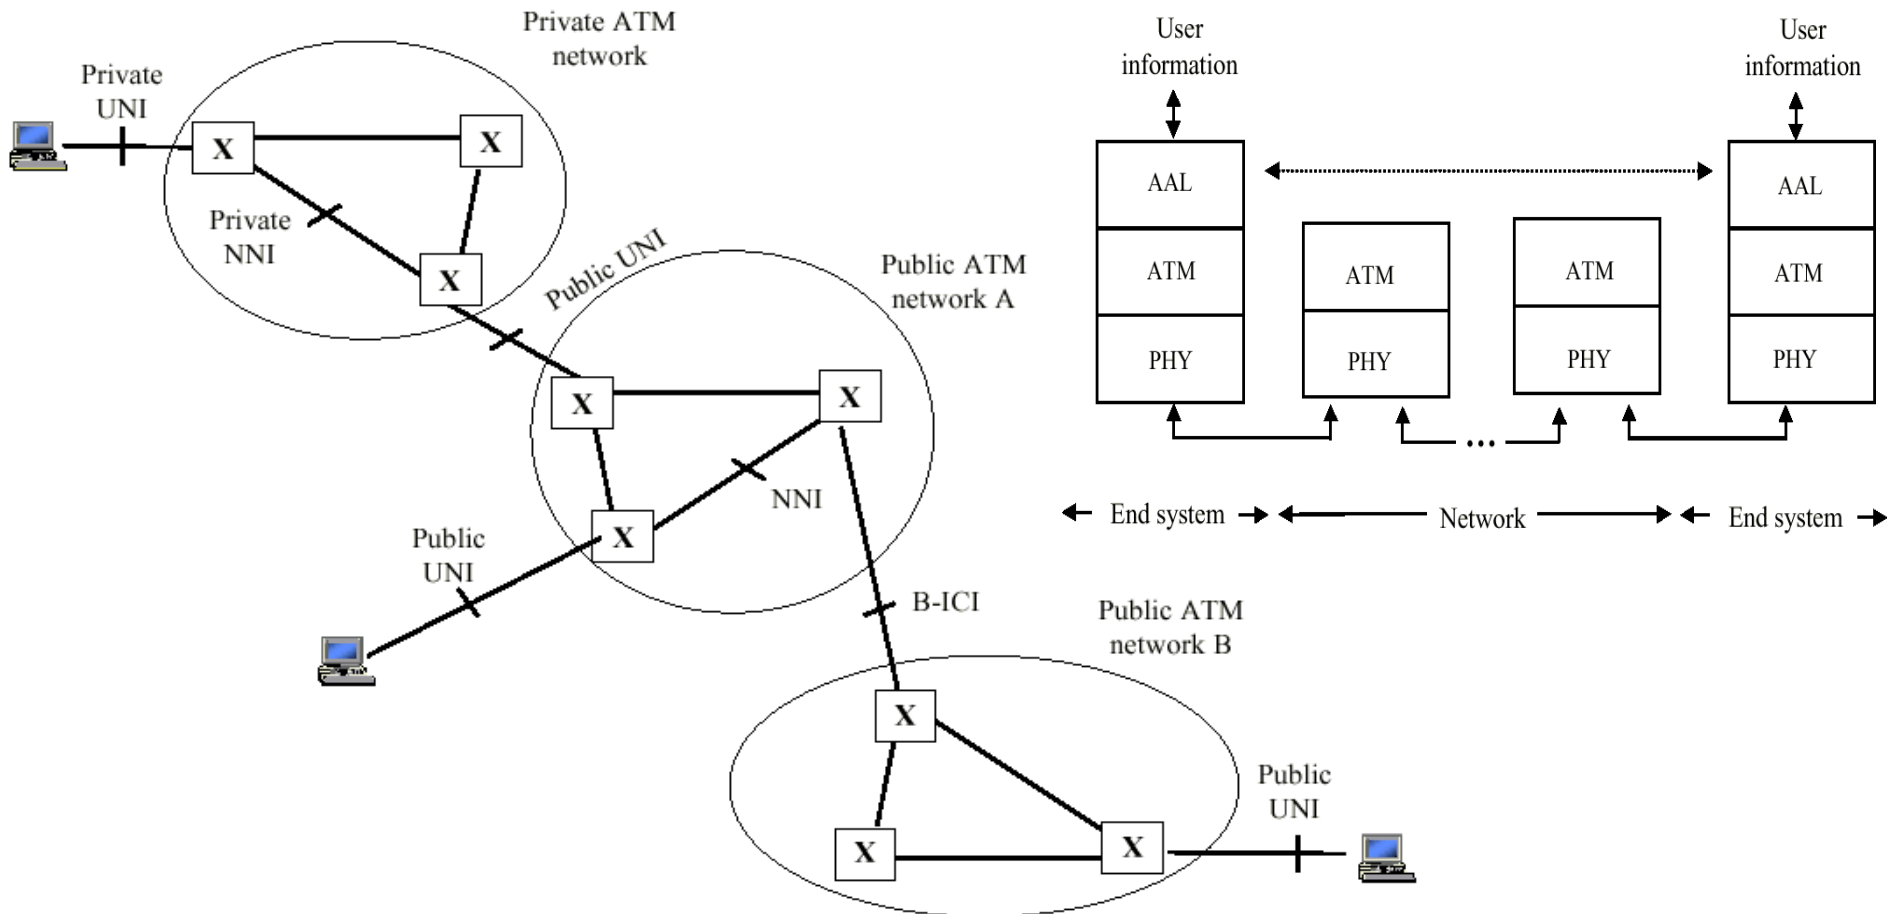 Private ATM
network
Private
UNI
X
X
Private
NNI
X
Public UNI
Public ATM
network A
X
X
NNI
X
Public
UNI
B-ICI
Public ATM
network B
X
Public
UNI
X
X
User
information
User
information
AAL
AAL
ATM
ATM
ATM
ATM
PHY
PHY
PHY
PHY
...
End system
Network
End system